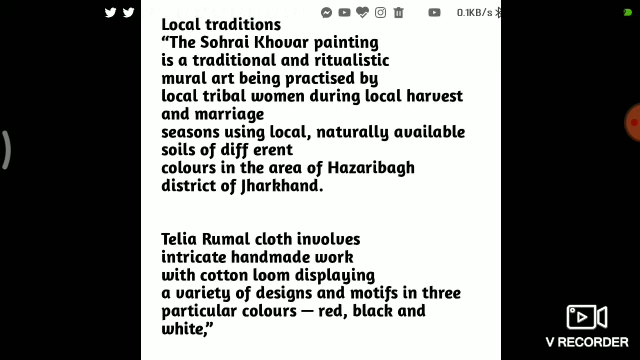 0.1KB/s
Local traditions
“The Sohrai Khovar painting
is a traditional and ritualistic
mural art being practised by
local tribal women during local harvest
and marriage
seasons using local, naturally available
soils of diff erent
colours in the area of Hazaribagh
district of Jharkhand.
Telia Rumal cloth involves
intricate handmade work
with cotton loom displaying
a variety of designs and motifs in three
particular colours — red, black and
white,”
V RECORDER